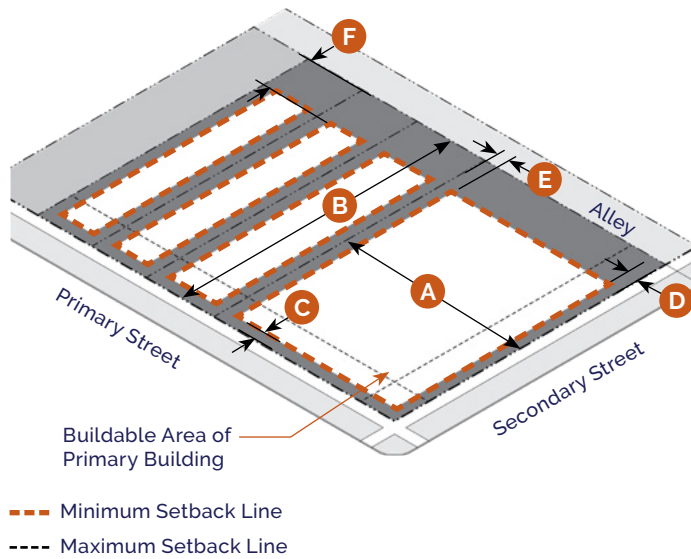 F
E
B
Alley
A
D
C
Primary Street
Secondary Street
Buildable Area of
Primary Building
Minimum Setback Line
Maximum Setback Line